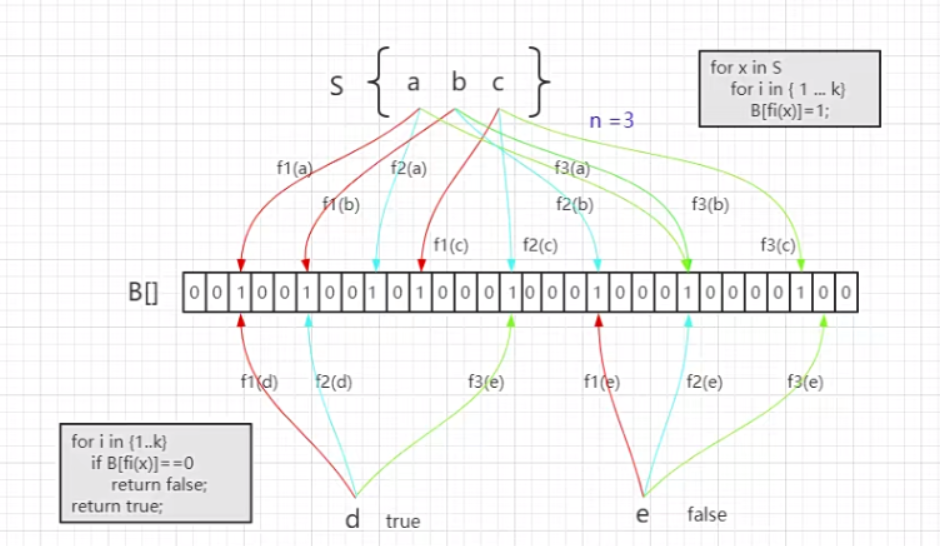 S { a b c }
for x in S
for i in { 1 ... k}
B[fi(x)]=1;
n =3
f1(a) f2(a) f3(a)
f1(b) f2(b) f3(b)
f1(c) f2(c) f3(c)
B[] 0 0 1 0 0 1 0 0 1 0 1 0 0 0 1 0 0 0 1 0 0 0 1 0 0 0 0 1 0 0
f1(d) f2(d) f3(e) f1(e) f2(e) f3(e)
for i in {1..k}
if B[fi(x)]==0
return false;
return true;
d true e false